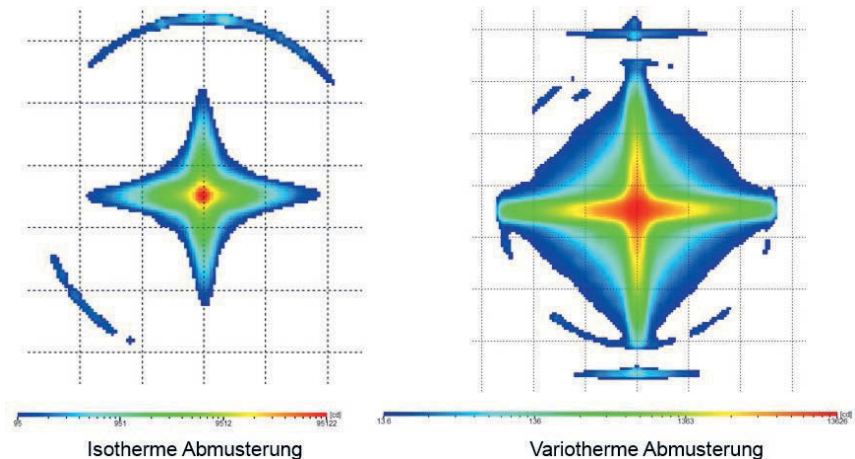 [cd]
95 951 9512 95122
Isotherme Abmusterung
[cd]
13.6 136 1363 13626
Variotherme Abmusterung